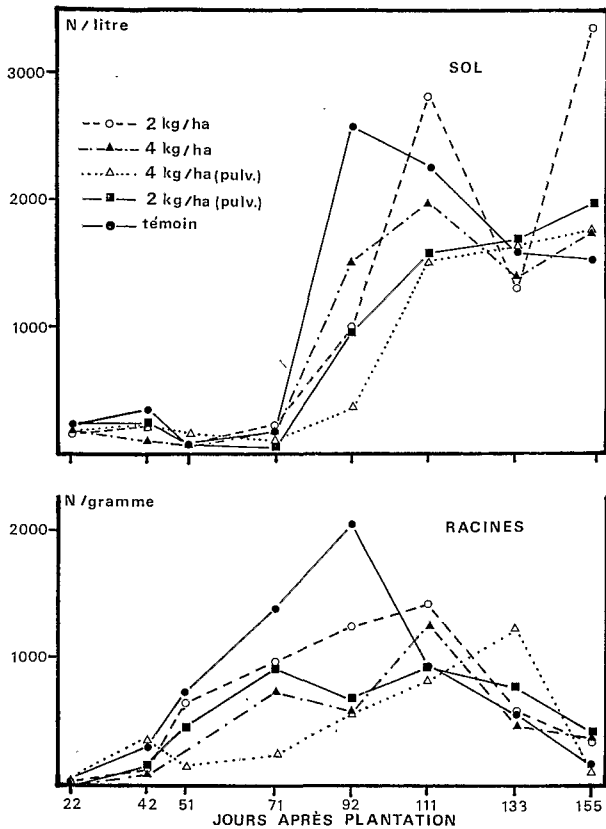 N/litre
SOL
3000
2000
1000
2 kg/ha
4 kg/ha
4 kg/ha (pulv.)
2 kg/ha (pulv.)
témoin
N/gramme
RACINES
2000
1000
22 42 51 71 92 111 133 155
JOURS APRÈS PLANTATION